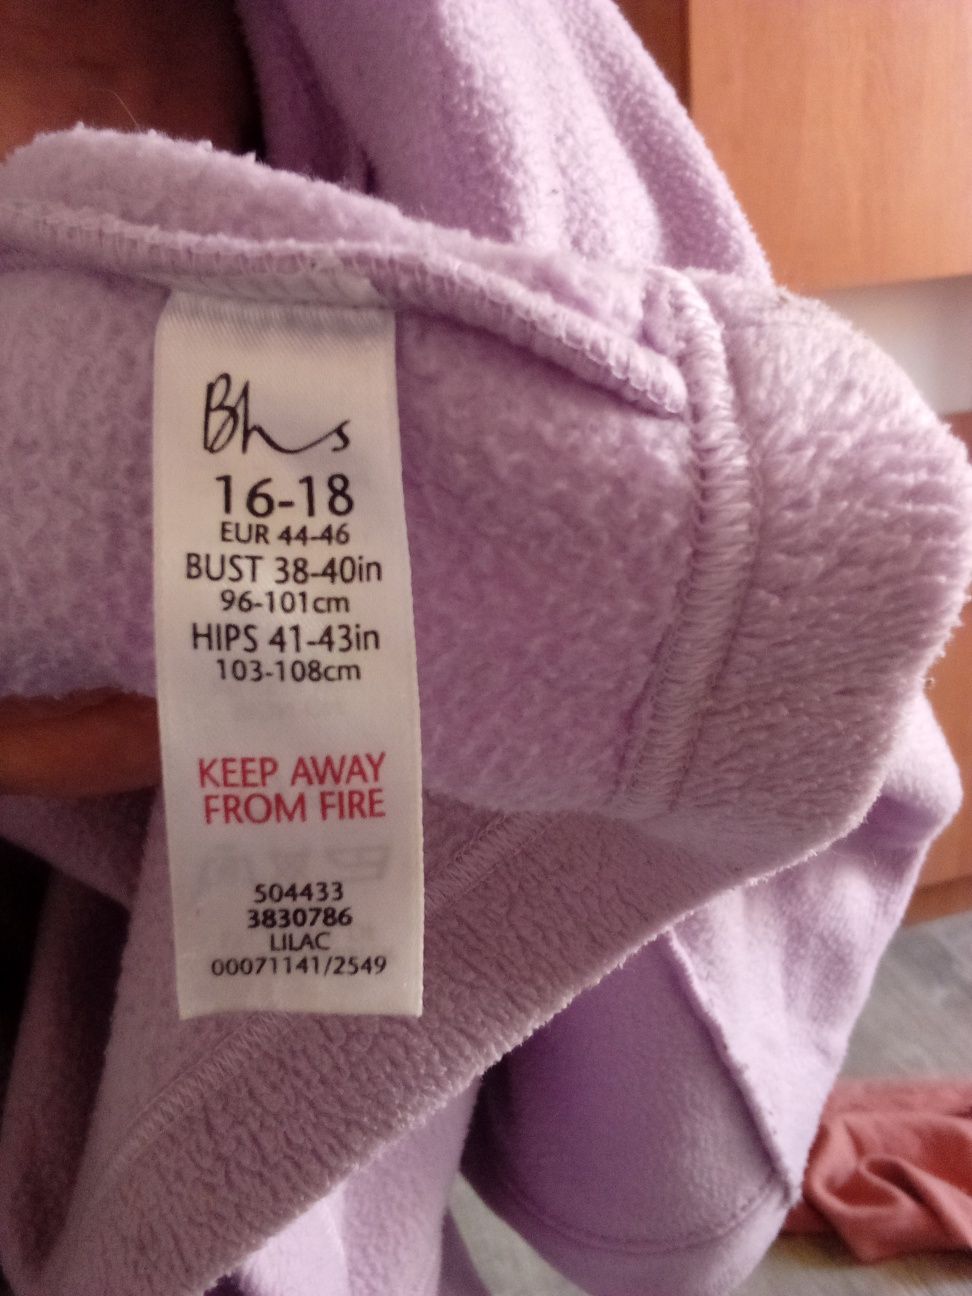 Bhs
16-18
EUR 44-46
BUST 38-40in
96-101cm
HIPS 41-43in
103-108cm
KEEP AWAY
FROM FIRE
504433
3830786
LILAC
00071141/2549